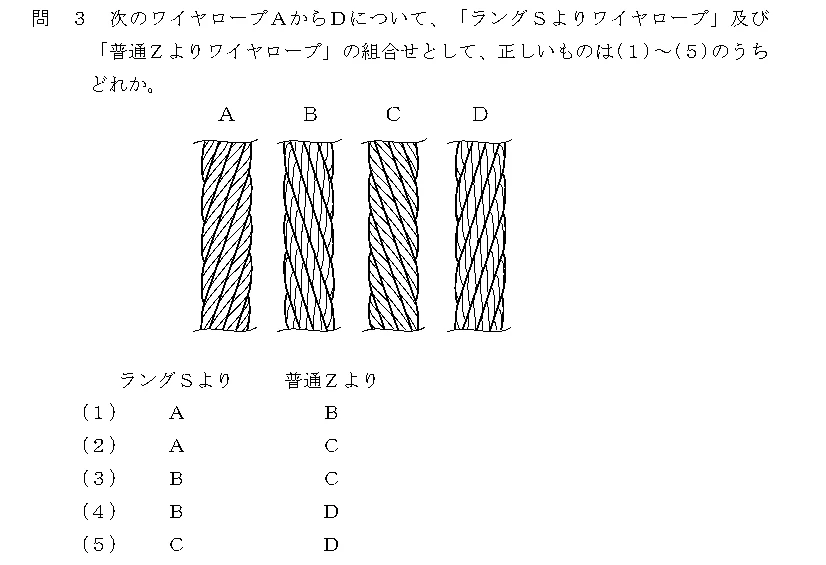 問　３　次のワイヤロープＡからＤについて、「ラングＳよりワイヤロープ」及び
「普通Ｚよりワイヤロープ」の組合せとして、正しいものは(１)～(５)のうち
どれか。
Ａ　Ｂ　Ｃ　Ｄ
ラングＳより　普通Ｚより
(１)　Ａ　Ｂ
(２)　Ａ　Ｃ
(３)　Ｂ　Ｃ
(４)　Ｂ　Ｄ
(５)　Ｃ　Ｄ